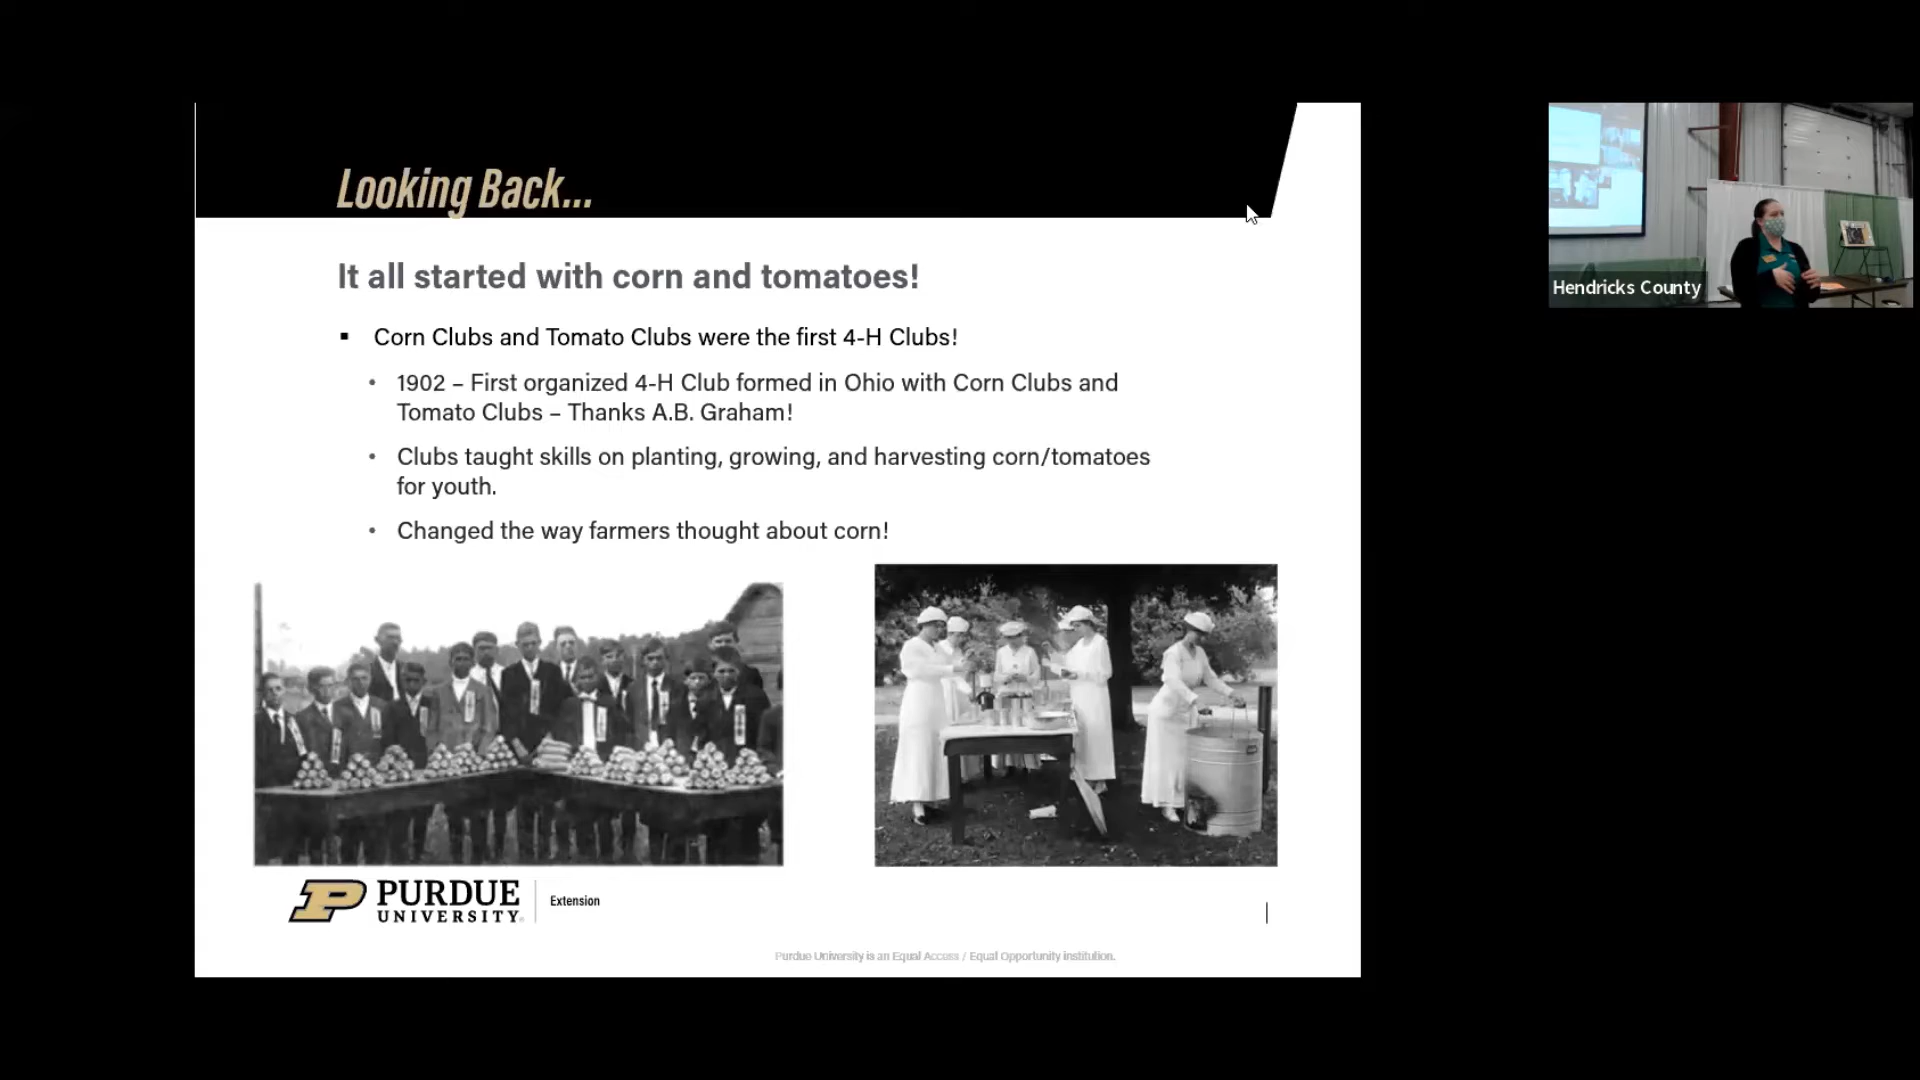 Looking Back...
It all started with corn and tomatoes!
▪ Corn Clubs and Tomato Clubs were the first 4-H Clubs!
• 1902 – First organized 4-H Club formed in Ohio with Corn Clubs and
Tomato Clubs – Thanks A.B. Graham!
• Clubs taught skills on planting, growing, and harvesting corn/tomatoes
for youth.
• Changed the way farmers thought about corn!
PURDUE
UNIVERSITY®
Extension
Purdue University is an Equal Access / Equal Opportunity institution.
Hendricks County